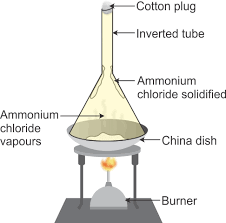 Cotton plug
Inverted tube
Ammonium
chloride solidified
Ammonium
chloride
vapours
China dish
Burner